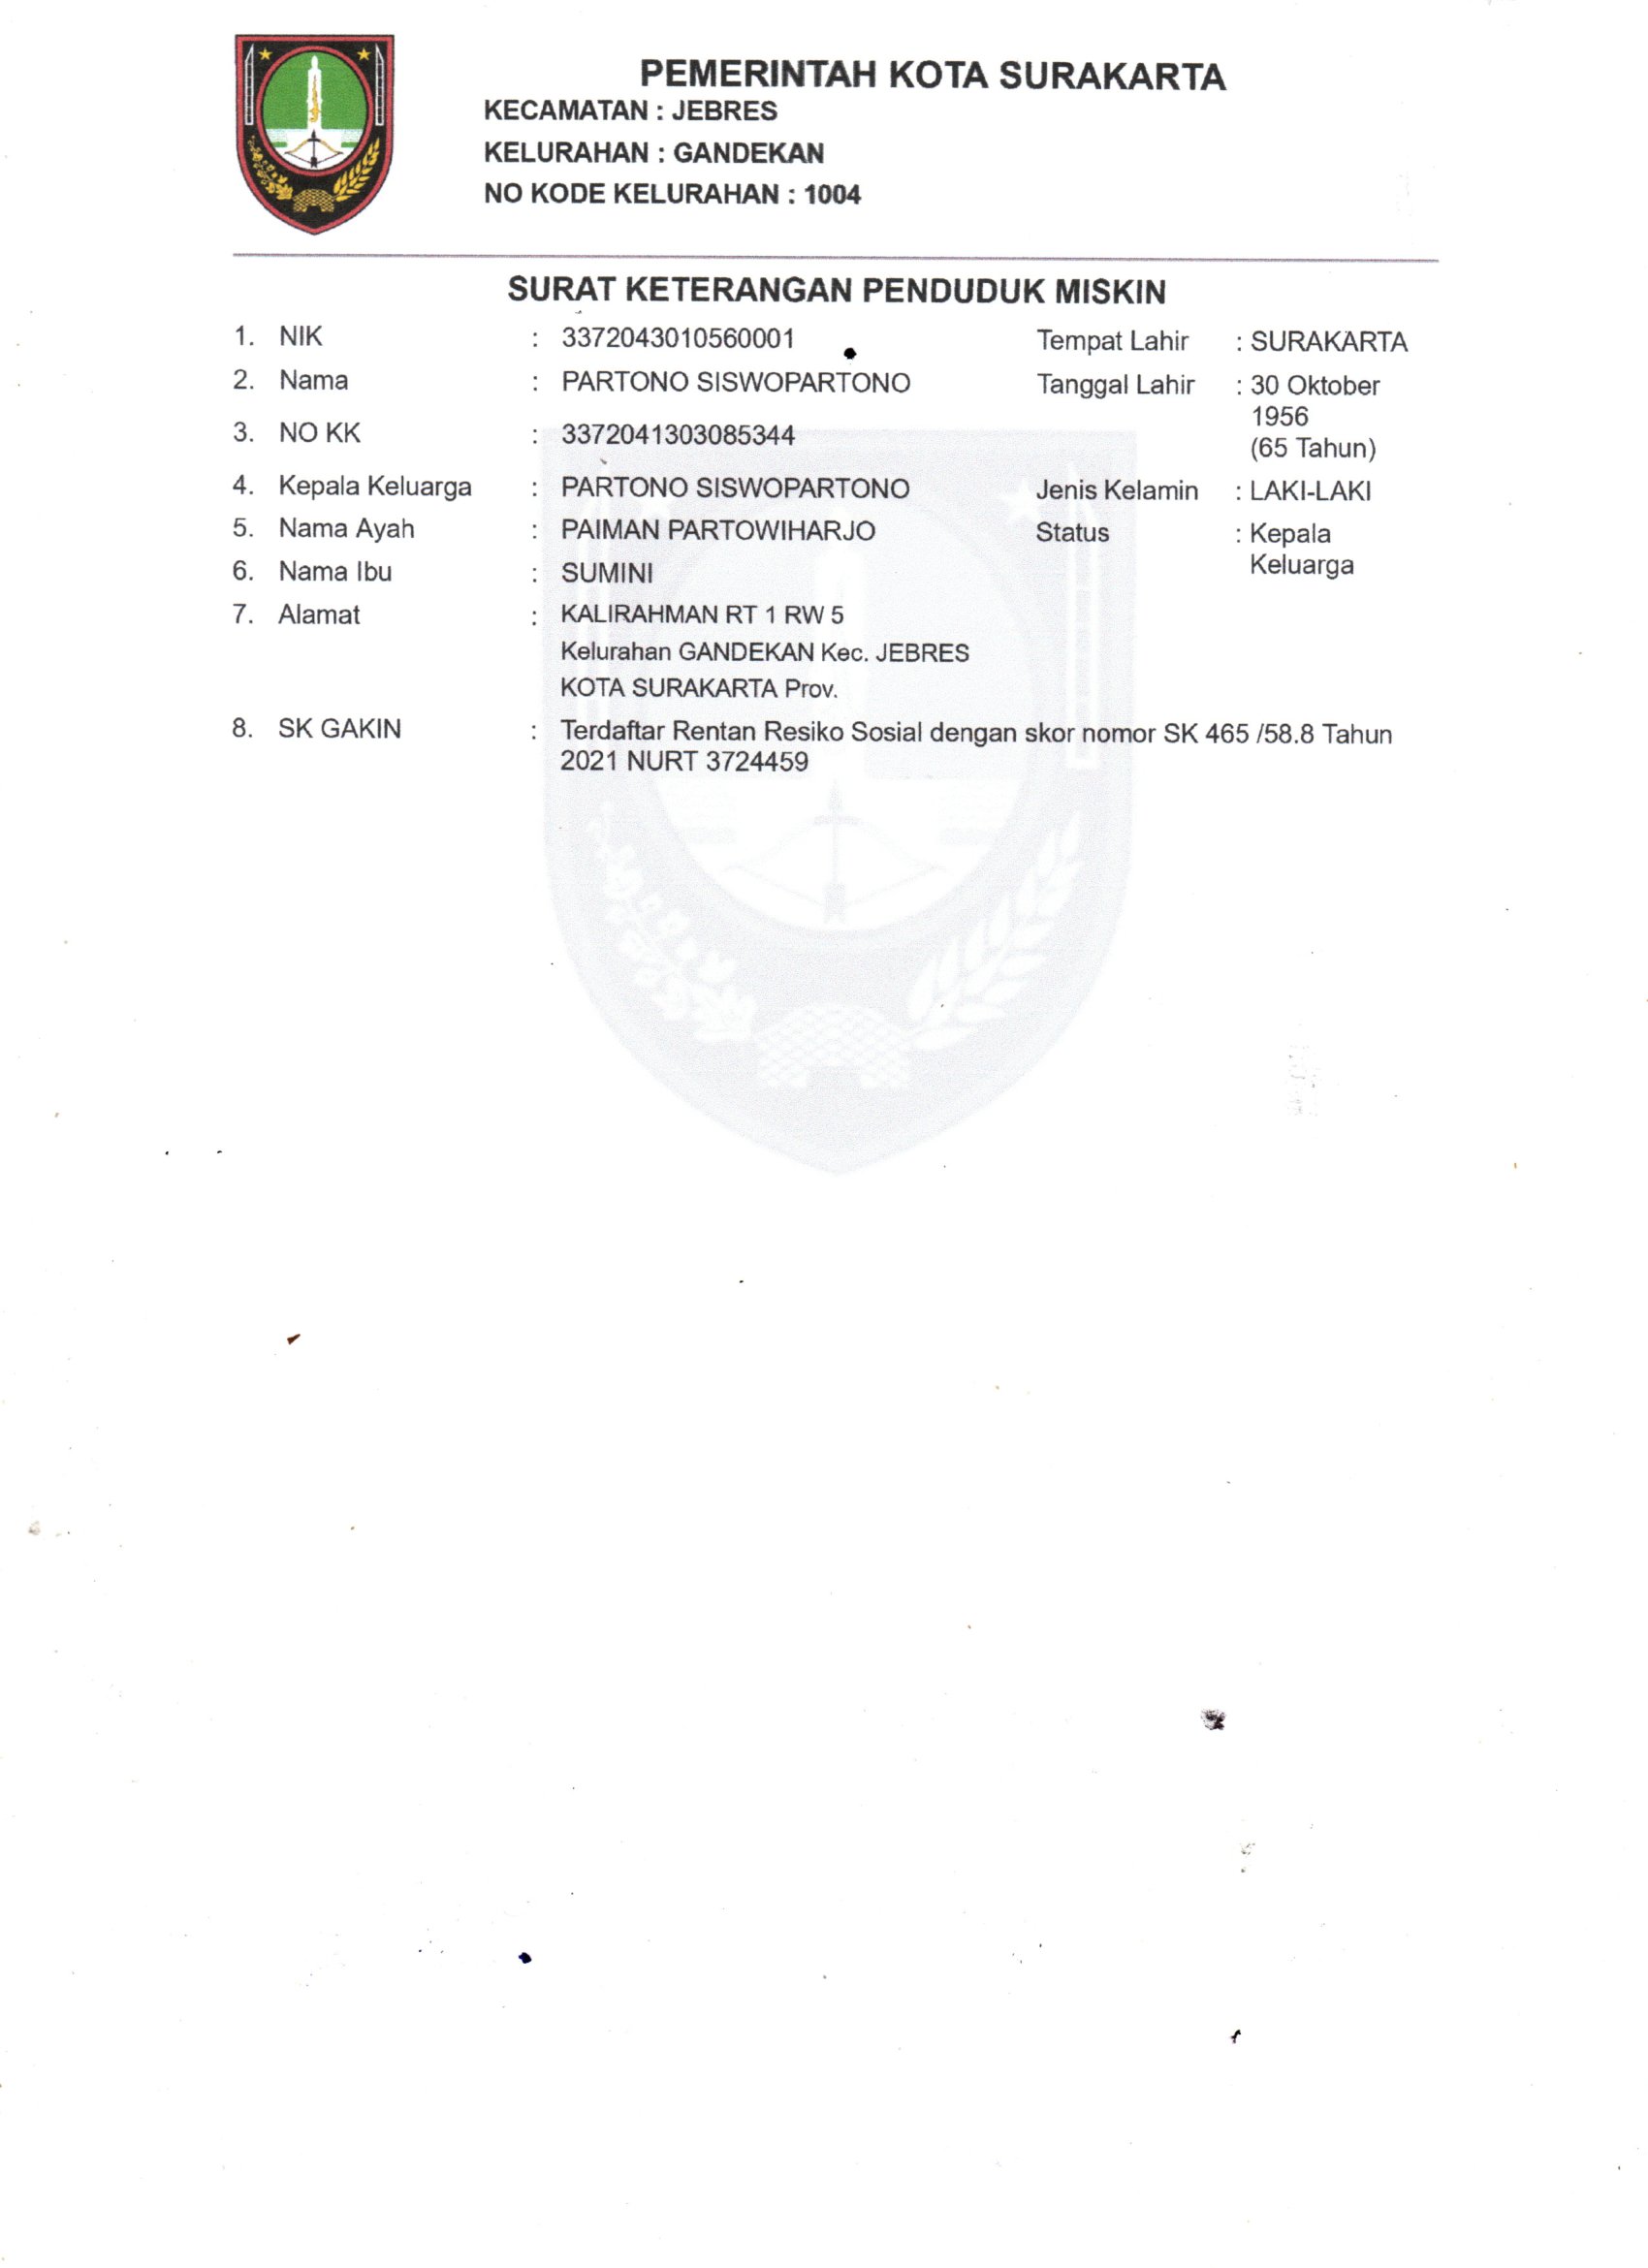 PEMERINTAH KOTA SURAKARTA
KECAMATAN : JEBRES
KELURAHAN : GANDEKAN
NO KODE KELURAHAN : 1004
SURAT KETERANGAN PENDUDUK MISKIN
1. NIK : 3372043010560001 Tempat Lahir : SURAKARTA
2. Nama : PARTONO SISWOPARTONO Tanggal Lahir : 30 Oktober
1956
3. NO KK : 3372041303085344
(65 Tahun)
4. Kepala Keluarga : PARTONO SISWOPARTONO Jenis Kelamin : LAKI-LAKI
5. Nama Ayah : PAIMAN PARTOWIHARJO Status : Kepala
Keluarga
6. Nama Ibu : SUMINI
7. Alamat : KALIRAHMAN RT 1 RW 5
Kelurahan GANDEKAN Kec. JEBRES
KOTA SURAKARTA Prov.
8. SK GAKIN : Terdaftar Rentan Resiko Sosial dengan skor nomor SK 465 /58.8 Tahun
2021 NURT 3724459